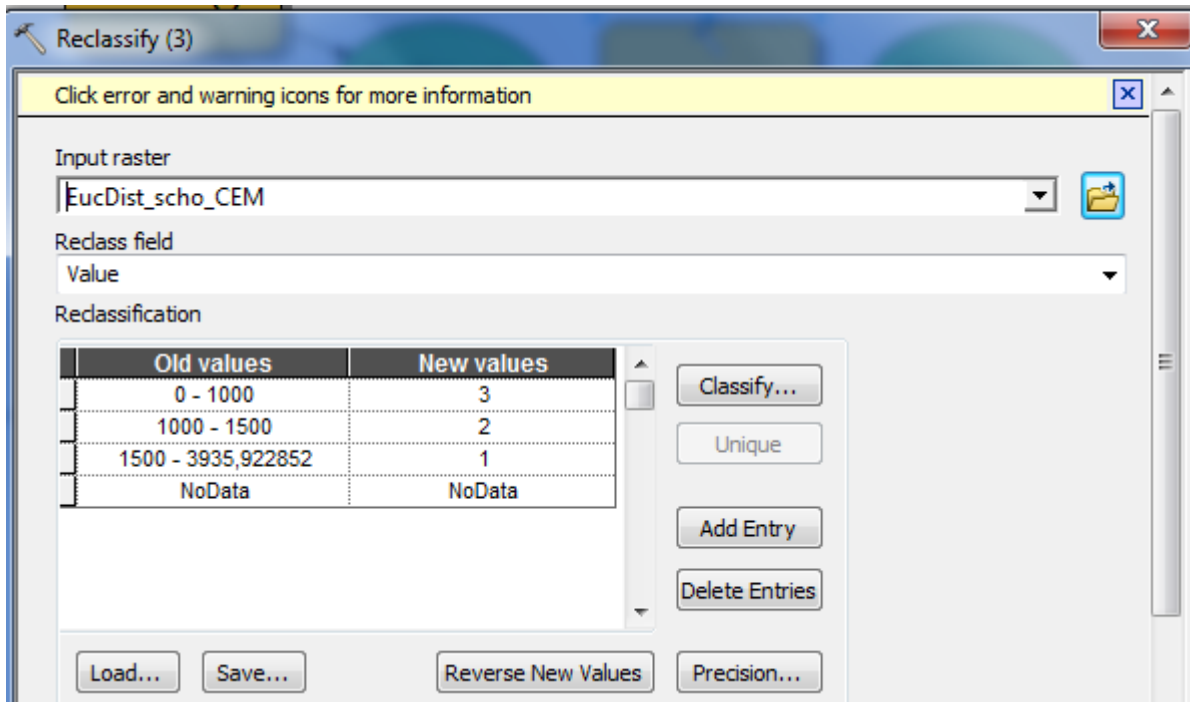 Reclassify (3)
Click error and warning icons for more information
Input raster
EucDist_scho_CEM
Reclass field
Value
Reclassification
Old values New values
0 - 1000 3
1000 - 1500 2
1500 - 3935,922852 1
NoData NoData
Classify...
Unique
Add Entry
Delete Entries
Load... Save... Reverse New Values Precision...